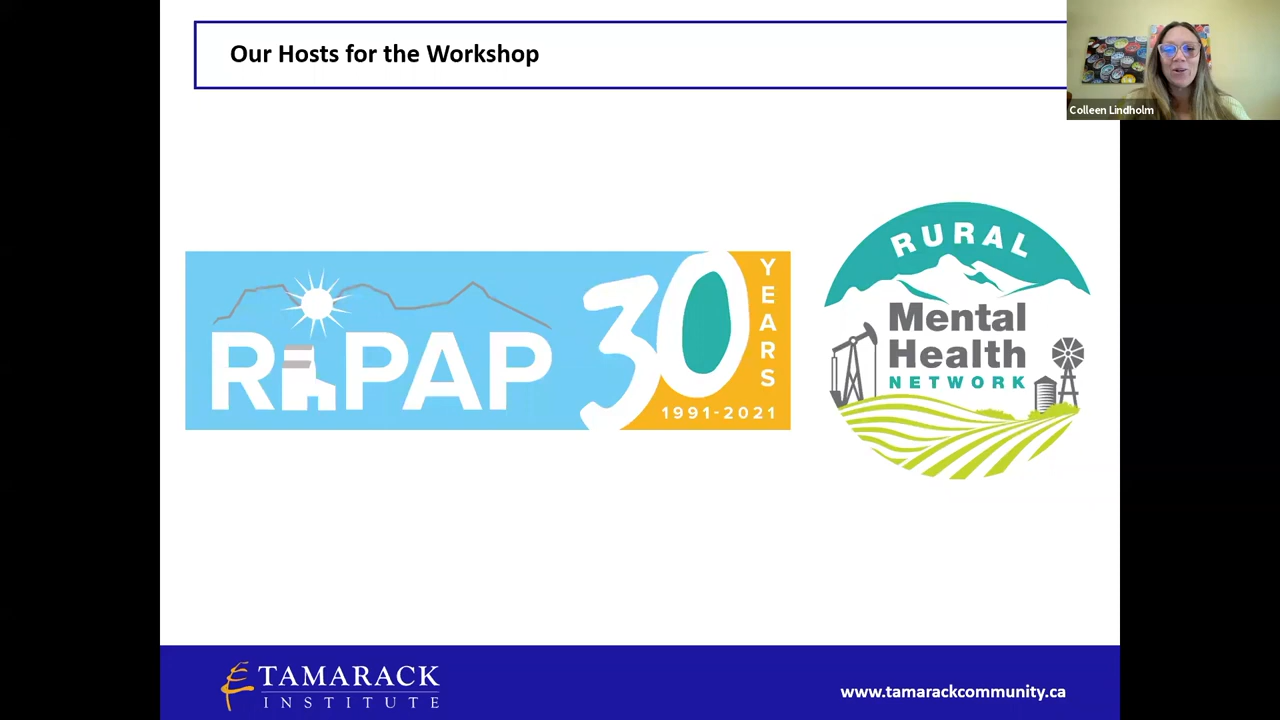 Our Hosts for the Workshop
Colleen Lindholm
RhPAP
30
YEARS
1991-2021
RURAL
Mental
Health
NETWORK
TAMARACK
INSTITUTE
www.tamarackcommunity.ca